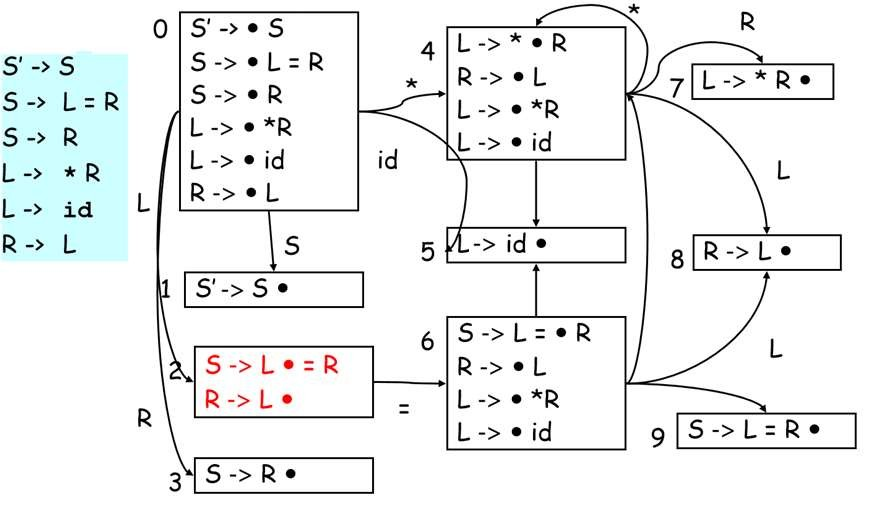 S' -> S
S -> L = R
S -> R
L -> * R
L -> id
R -> L
0
S' -> • S
S -> • L = R
S -> • R
L -> • *R
L -> • id
R -> • L
L
S
*
id
1
S' -> S •
2
S -> L • = R
R -> L •
=
R
3
S -> R •
4
L -> * • R
R -> • L
L -> • *R
L -> • id
*
5
L -> id •
6
S -> L = • R
R -> • L
L -> • *R
L -> • id
R
7
L -> * R •
L
8
R -> L •
L
9
S -> L = R •